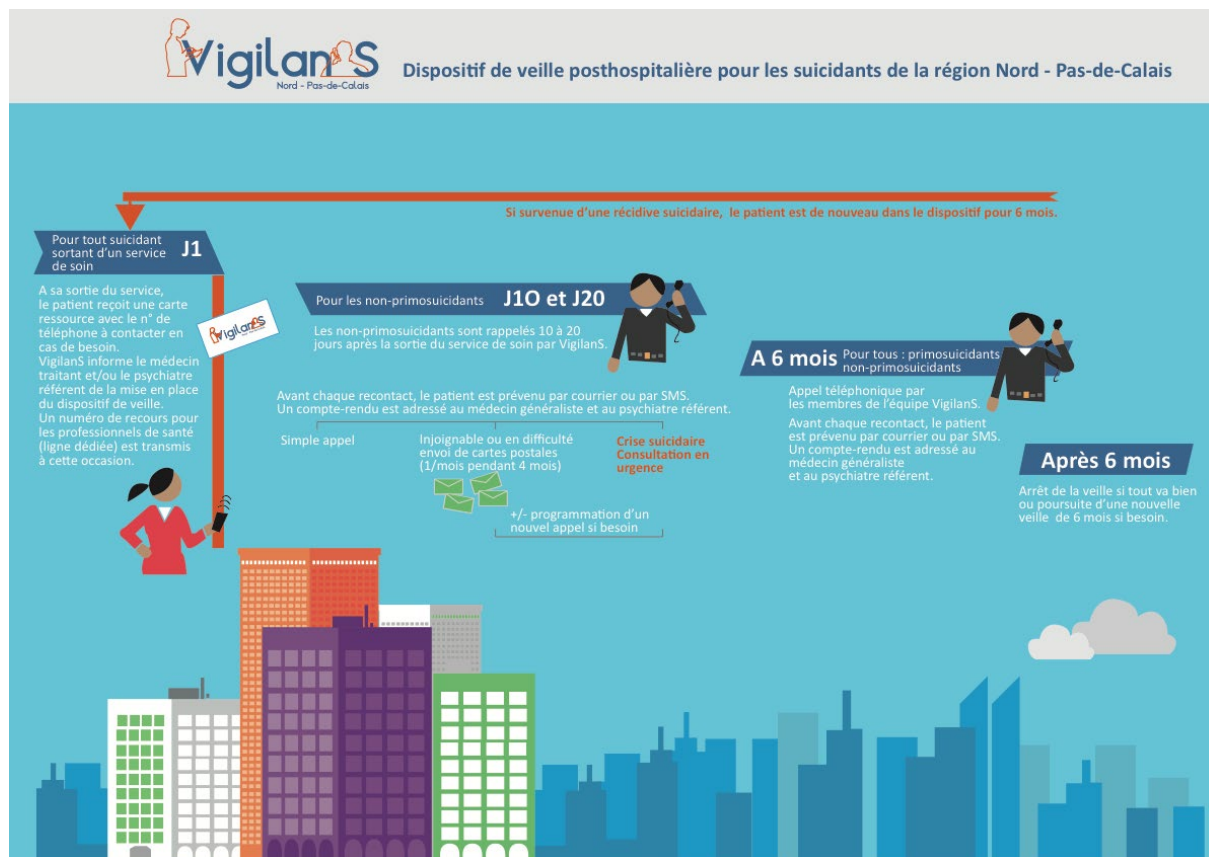 VigilanS
Nord - Pas-de-Calais
Dispositif de veille posthospitalière pour les suicidants de la région Nord - Pas-de-Calais
Si survenue d'une récidive suicidaire, le patient est de nouveau dans le dispositif pour 6 mois.
Pour tout suicidant
sortant d'un service
de soin
J1
A sa sortie du service,
le patient reçoit une carte
ressource avec le n° de
téléphone à contacter en
cas de besoin.
VigilanS informe le médecin
traitant et/ou le psychiatre
référent de la mise en place
du dispositif de veille.
Un numéro de recours pour
les professionnels de santé
(ligne dédiée) est transmis
à cette occasion.
VigilanS
Pour les non-primosuicidants J1O et J20
Les non-primosuicidants sont rappelés 10 à 20
jours après la sortie du service de soin par VigilanS.
Avant chaque recontact, le patient est prévenu par courrier ou par SMS.
Un compte-rendu est adressé au médecin généraliste et au psychiatre référent.
Simple appel
Injoignable ou en difficulté
envoi de cartes postales
(1/mois pendant 4 mois)
Crise suicidaire
Consultation en
urgence
+/- programmation d'un
nouvel appel si besoin
A 6 mois
Pour tous : primosuicidants
non-primosuicidants
Appel téléphonique par
les membres de l'équipe VigilanS.
Avant chaque recontact, le patient
est prévenu par courrier ou par SMS.
Un compte-rendu est adressé au
médecin généraliste
et au psychiatre référent.
Après 6 mois
Arrêt de la veille si tout va bien
ou poursuite d'une nouvelle
veille de 6 mois si besoin.